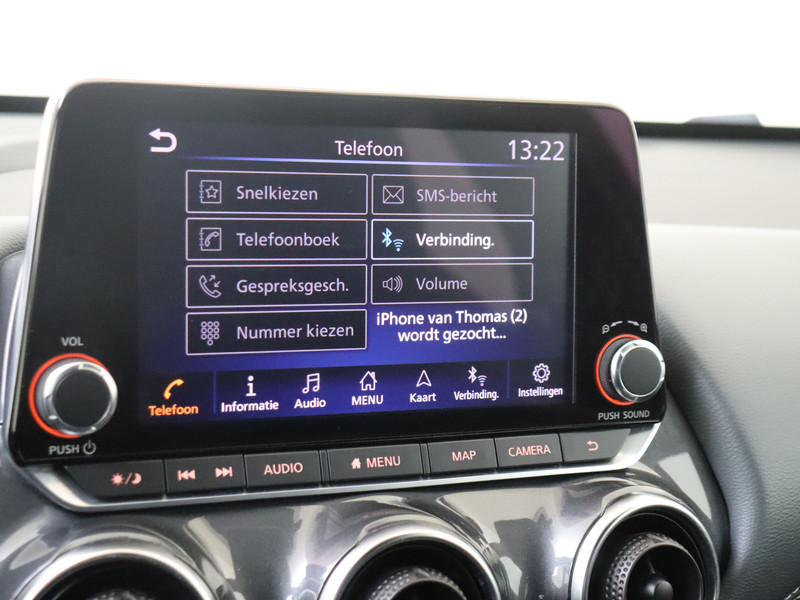 Telefoon
13:22
Snelkiezen
SMS-bericht
Telefoonboek
Verbinding.
Gespreksgesch.
Volume
Nummer kiezen
iPhone van Thomas (2)
wordt gezocht...
Telefoon
Informatie
Audio
MENU
Kaart
Verbinding.
Instellingen
VOL
PUSH
PUSH SOUND
AUDIO
MENU
MAP
CAMERA